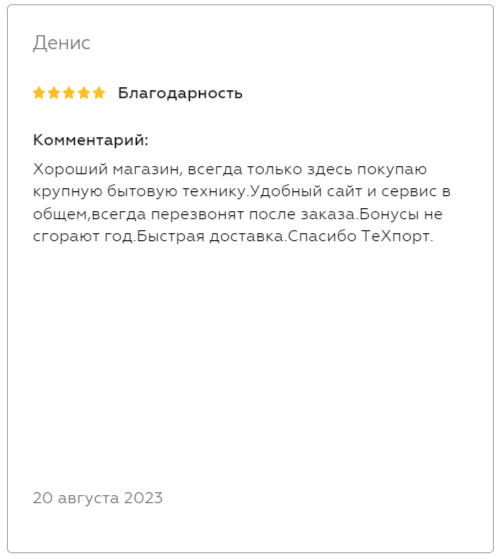 Денис
Благодарность
Комментарий:
Хороший магазин, всегда только здесь покупаю
крупную бытовую технику.Удобный сайт и сервис в
общем,всегда перезвонят после заказа.Бонусы не
сгорают год.Быстрая доставка.Спасибо ТеХпорт.
20 августа 2023